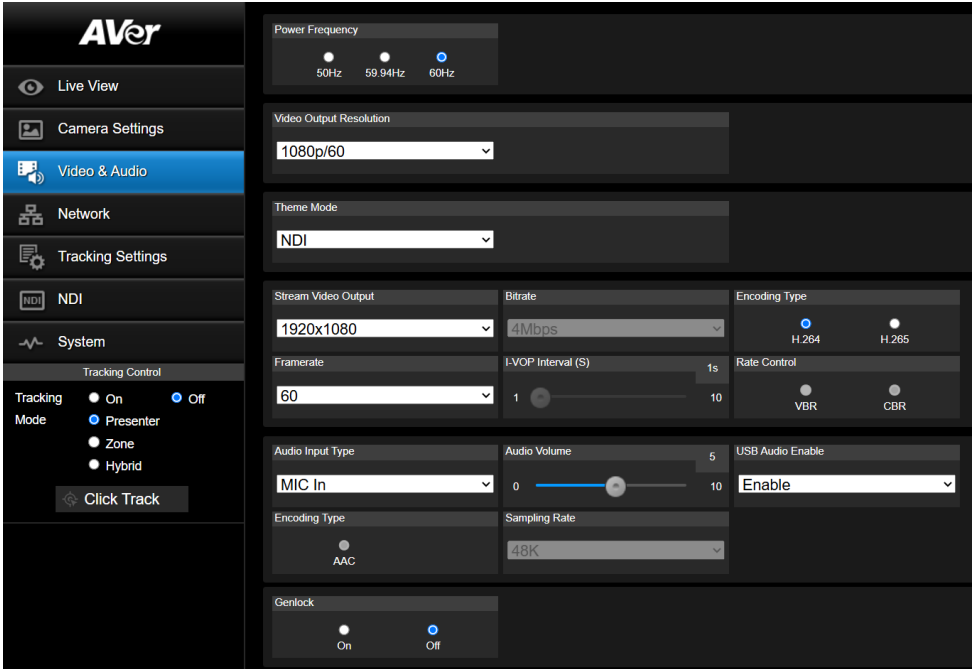 AVer
Live View
Camera Settings
Video & Audio
Network
Tracking Settings
NDI NDI
System
Tracking Control
Tracking On Off
Mode Presenter
Zone
Hybrid
Click Track
Power Frequency
50Hz 59.94Hz 60Hz
Video Output Resolution
1080p/60
Theme Mode
NDI
Stream Video Output Bitrate Encoding Type
1920x1080 4Mbps H.264 H.265
Framerate I-VOP Interval (S) 1s Rate Control
60 1 10 VBR CBR
Audio Input Type Audio Volume 5 USB Audio Enable
MIC In 0 10 Enable
Encoding Type Sampling Rate
AAC 48K
Genlock
On Off